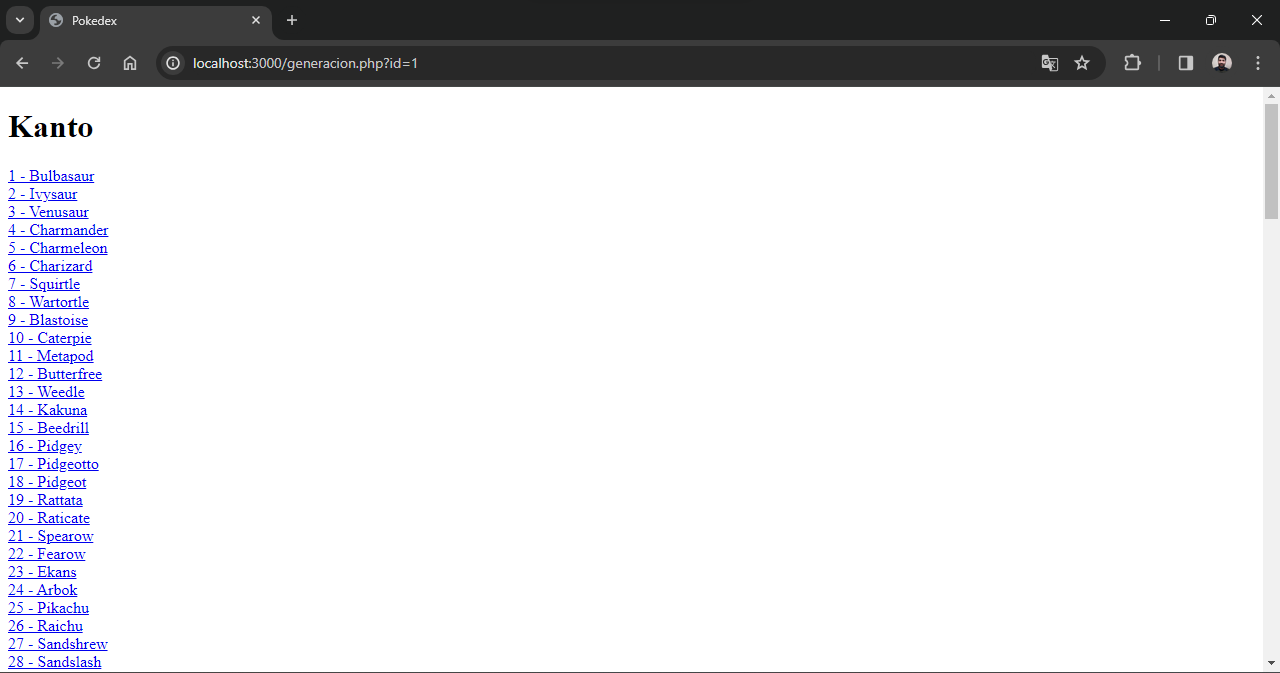 Pokedex
localhost:3000/generacion.php?id=1
Kanto
1 - Bulbasaur
2 - Ivysaur
3 - Venusaur
4 - Charmander
5 - Charmeleon
6 - Charizard
7 - Squirtle
8 - Wartortle
9 - Blastoise
10 - Caterpie
11 - Metapod
12 - Butterfree
13 - Weedle
14 - Kakuna
15 - Beedrill
16 - Pidgey
17 - Pidgeotto
18 - Pidgeot
19 - Rattata
20 - Raticate
21 - Spearow
22 - Fearow
23 - Ekans
24 - Arbok
25 - Pikachu
26 - Raichu
27 - Sandshrew
28 - Sandslash